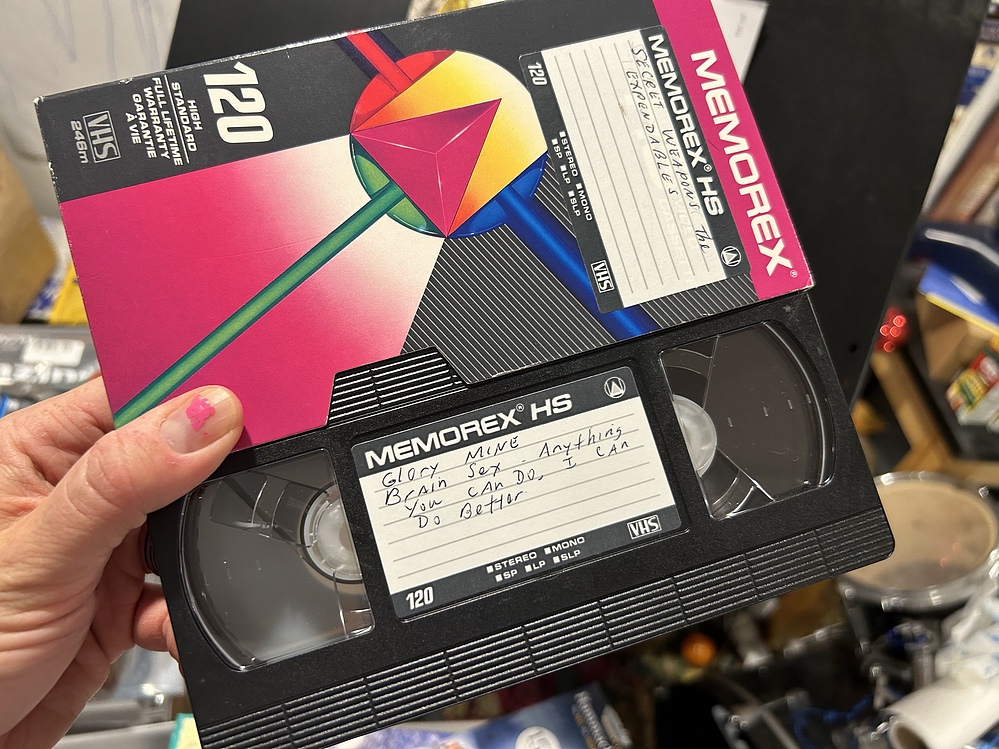 MEMOREX®
MEMOREX HS
SECRET WEAPONS The
EXPENDABLES
120
■STEREO ■MONO
■SP ■LP ■SLP
VHS
120
HIGH
STANDARD
FULL LIFETIME
WARRANTY
GARANTIE
À VIE
VHS
246m
MEMOREX® HS
Glory MINE
Brain Sex - Anything
You CAN DO, I CAN
Do Better.
■STEREO ■MONO
■SP ■LP ■SLP
VHS
120